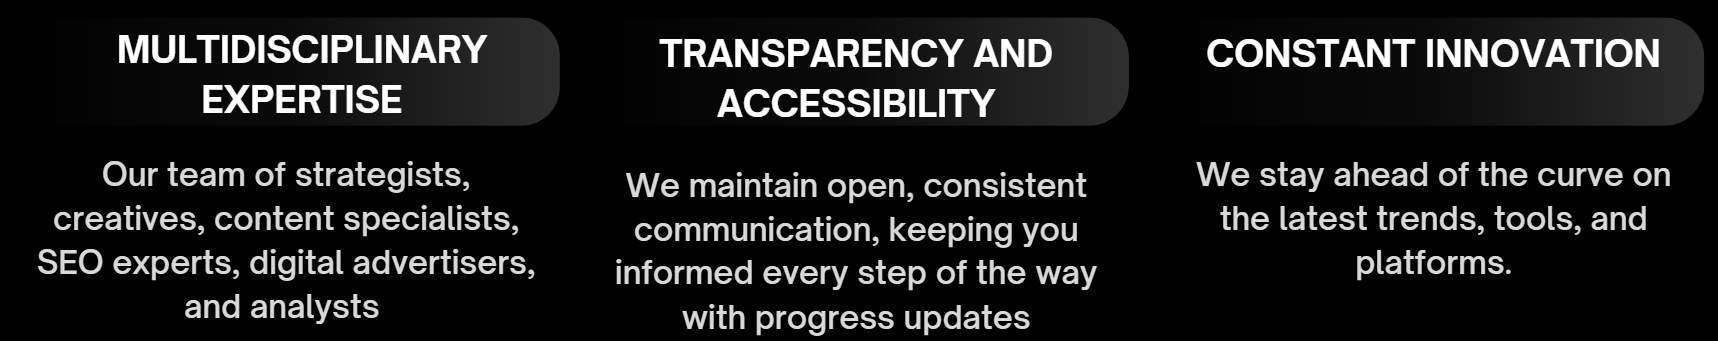 MULTIDISCIPLINARY
EXPERTISE
Our team of strategists,
creatives, content specialists,
SEO experts, digital advertisers,
and analysts
TRANSPARENCY AND
ACCESSIBILITY
We maintain open, consistent
communication, keeping you
informed every step of the way
with progress updates
CONSTANT INNOVATION
We stay ahead of the curve on
the latest trends, tools, and
platforms.